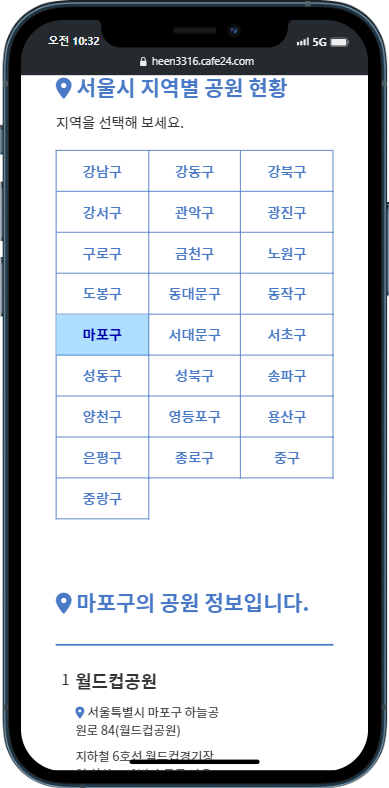 오전 10:32
5G
heen3316.cafe24.com
서울시 지역별 공원 현황
지역을 선택해 보세요.
강남구 강동구 강북구
강서구 관악구 광진구
구로구 금천구 노원구
도봉구 동대문구 동작구
마포구 서대문구 서초구
성동구 성북구 송파구
양천구 영등포구 용산구
은평구 종로구 중구
중랑구
마포구의 공원 정보입니다.
1 월드컵공원
서울특별시 마포구 하늘공
원로 84(월드컵공원)
지하철 6호선 월드컵경기장